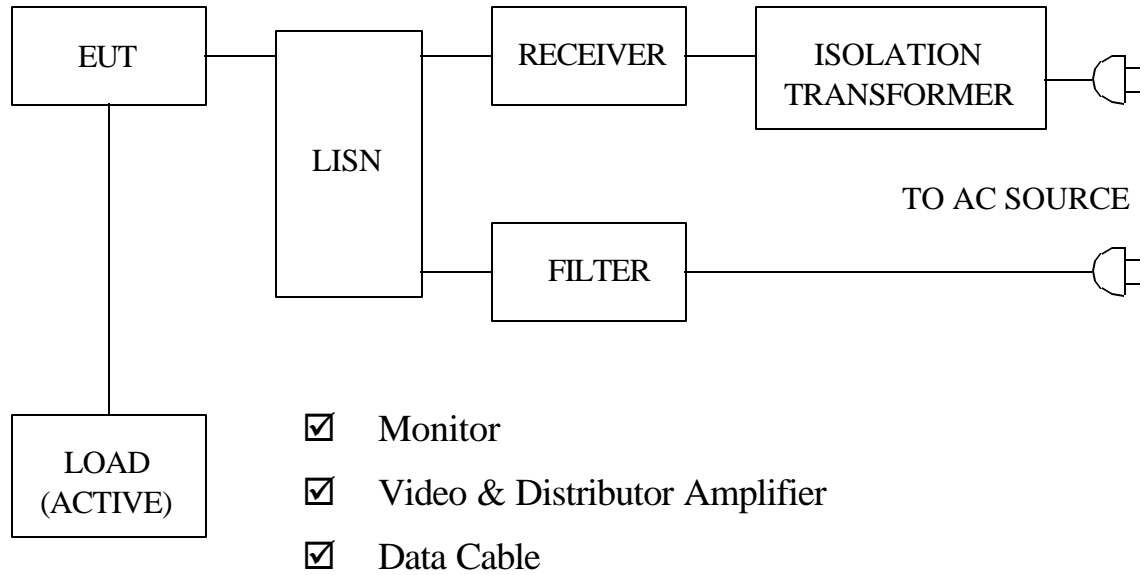 EUT
LISN
RECEIVER
ISOLATION
TRANSFORMER
TO AC SOURCE
FILTER
LOAD
(ACTIVE)
☑ Monitor
☑ Video & Distributor Amplifier
☑ Data Cable